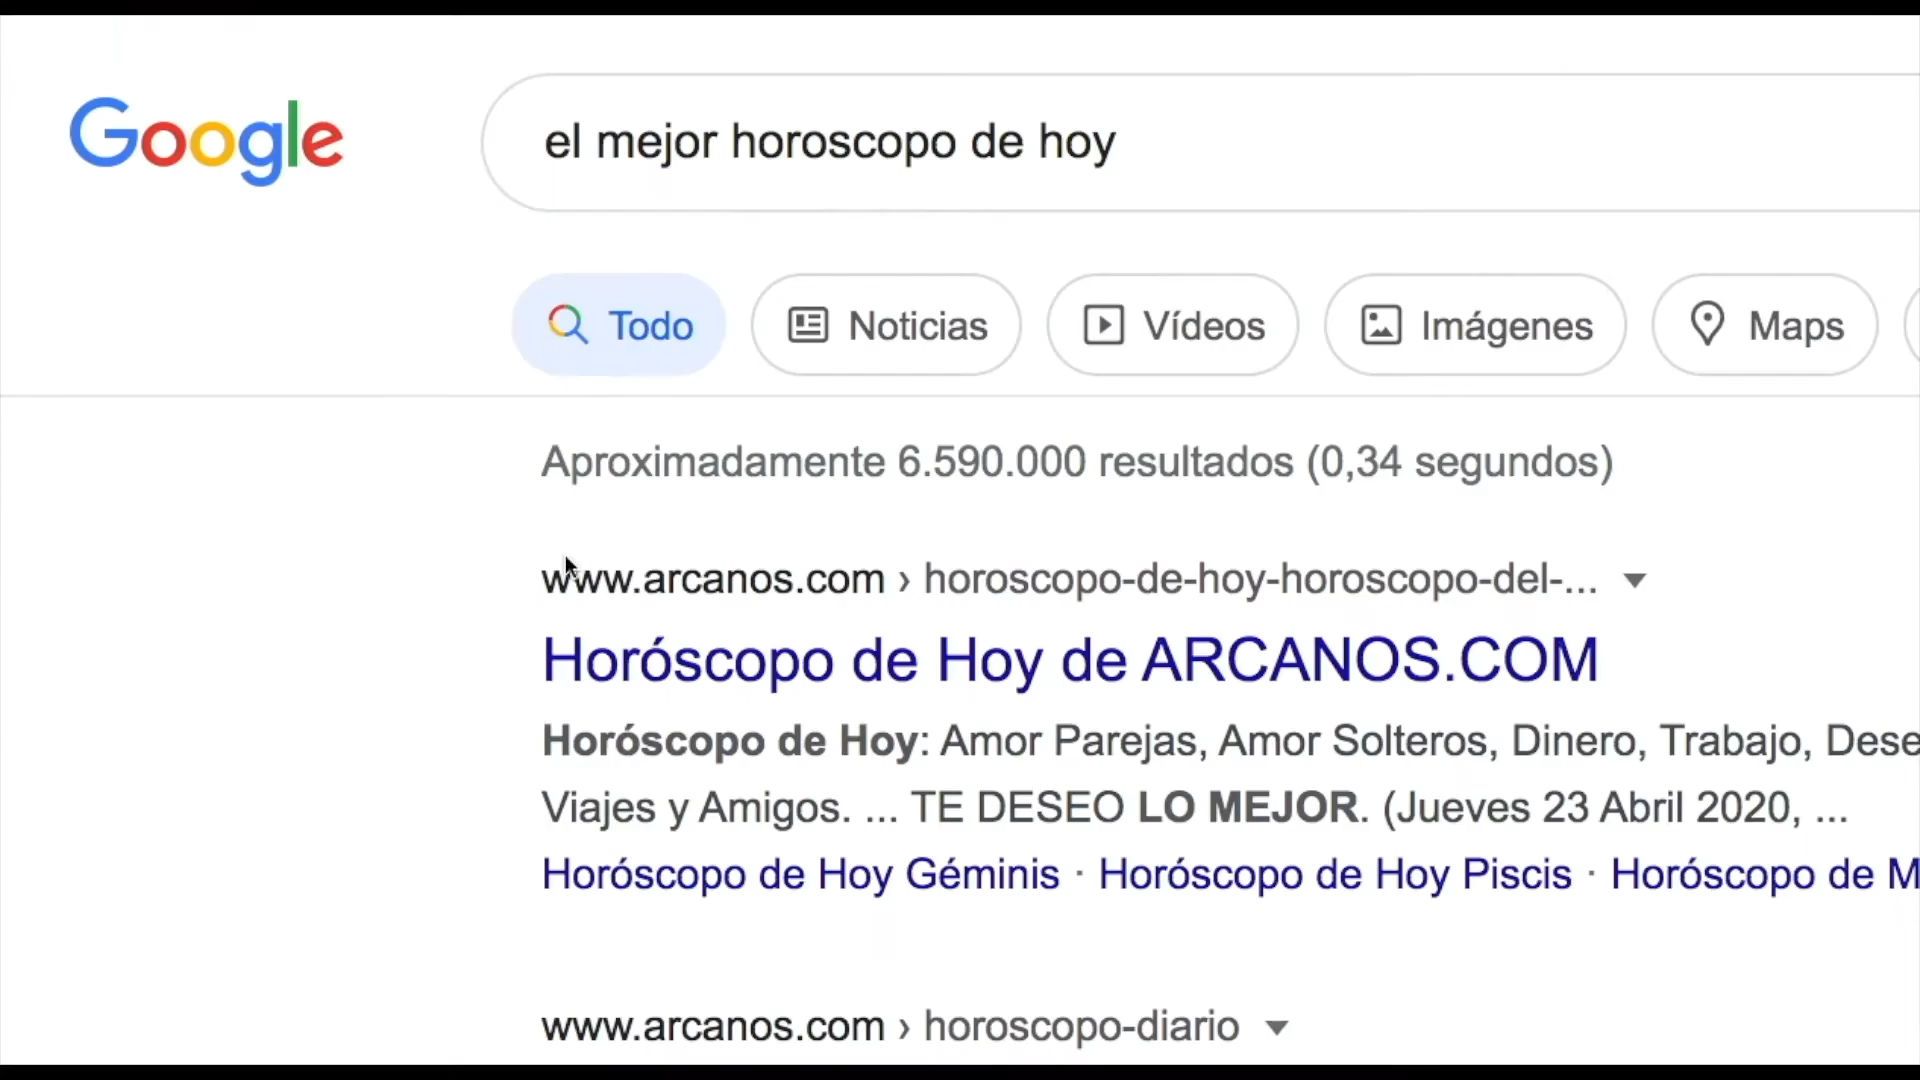 Google
el mejor horoscopo de hoy
Todo
Noticias
Vídeos
Imágenes
Maps
Aproximadamente 6.590.000 resultados (0,34 segundos)
www.arcanos.com › horoscopo-de-hoy-horoscopo-del-...
Horóscopo de Hoy de ARCANOS.COM
Horóscopo de Hoy: Amor Parejas, Amor Solteros, Dinero, Trabajo, Dese
Viajes y Amigos. ... TE DESEO LO MEJOR. (Jueves 23 Abril 2020, ...
Horóscopo de Hoy Géminis · Horóscopo de Hoy Piscis · Horóscopo de M
www.arcanos.com › horoscopo-diario